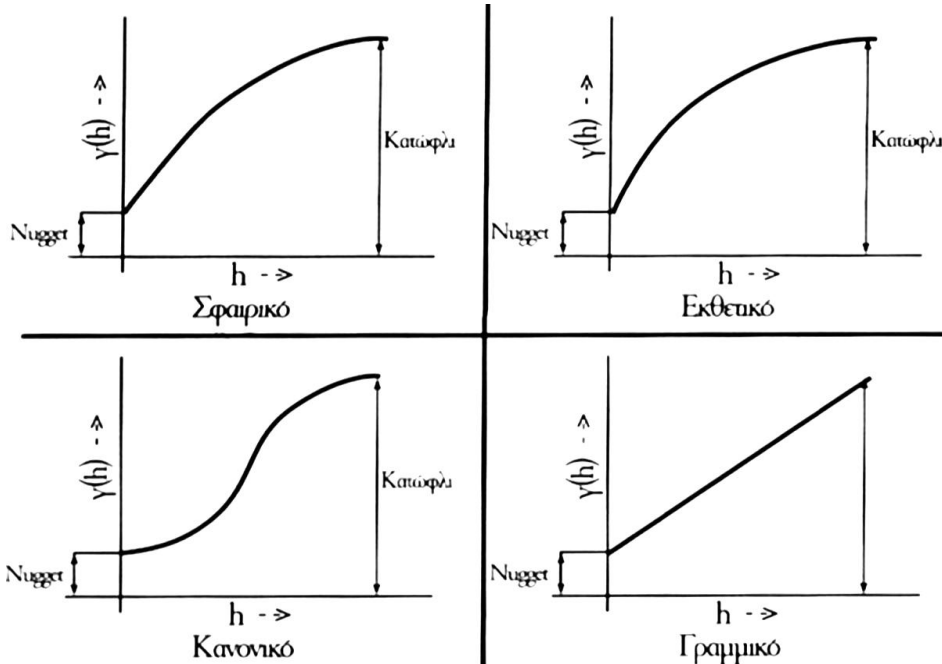 γ(h) -->
Κατώφλι
Nugget
h -->
Σφαιρικό
γ(h) -->
Κατώφλι
Nugget
h -->
Εκθετικό
γ(h) -->
Κατώφλι
Nugget
h -->
Κανονικό
γ(h) -->
Nugget
h -->
Γραμμικό